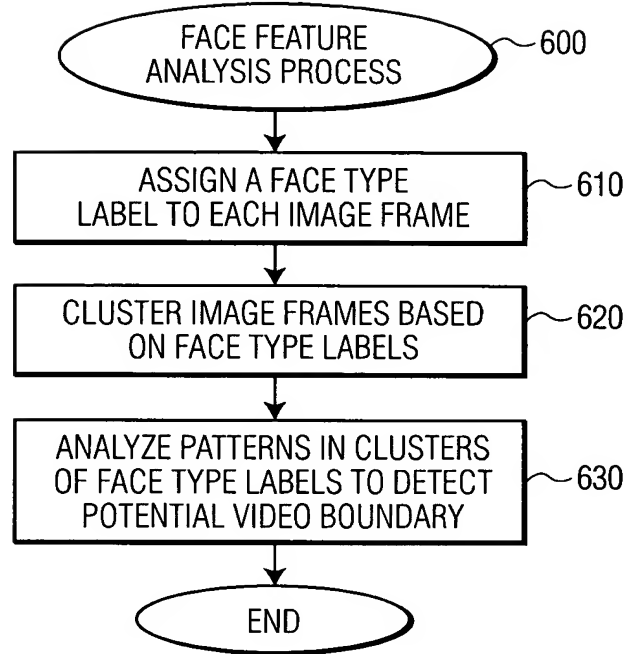 FACE FEATURE
ANALYSIS PROCESS
600
ASSIGN A FACE TYPE
LABEL TO EACH IMAGE FRAME
610
CLUSTER IMAGE FRAMES BASED
ON FACE TYPE LABELS
620
ANALYZE PATTERNS IN CLUSTERS
OF FACE TYPE LABELS TO DETECT
POTENTIAL VIDEO BOUNDARY
630
END